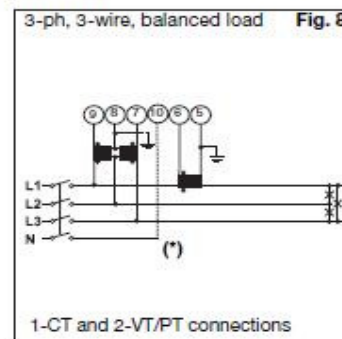 3-ph, 3-wire, balanced load Fig. 8
9 8 7 10 6 5
L1
L2
L3
N
(*)
1-CT and 2-VT/PT connections